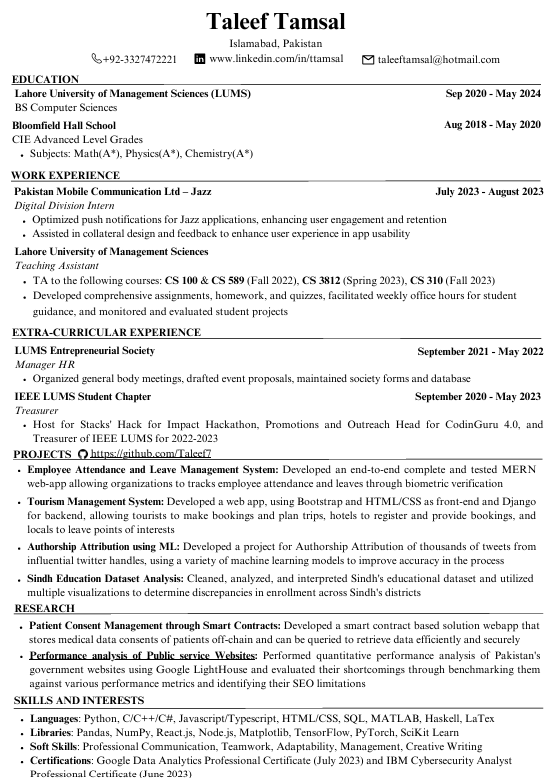 Taleef Tamsal
Islamabad, Pakistan
+92-3327472221 www.linkedin.com/in/ttamsal taleeftamsal@hotmail.com
EDUCATION
Lahore University of Management Sciences (LUMS) Sep 2020 - May 2024
BS Computer Sciences
Bloomfield Hall School Aug 2018 - May 2020
CIE Advanced Level Grades
• Subjects: Math(A*), Physics(A*), Chemistry(A*)
WORK EXPERIENCE
Pakistan Mobile Communication Ltd – Jazz July 2023 - August 2023
Digital Division Intern
• Optimized push notifications for Jazz applications, enhancing user engagement and retention
• Assisted in collateral design and feedback to enhance user experience in app usability
Lahore University of Management Sciences
Teaching Assistant
• TA to the following courses: CS 100 & CS 589 (Fall 2022), CS 3812 (Spring 2023), CS 310 (Fall 2023)
• Developed comprehensive assignments, homework, and quizzes, facilitated weekly office hours for student
guidance, and monitored and evaluated student projects
EXTRA-CURRICULAR EXPERIENCE
LUMS Entrepreneurial Society September 2021 - May 2022
Manager HR
• Organized general body meetings, drafted event proposals, maintained society forms and database
IEEE LUMS Student Chapter September 2020 - May 2023
Treasurer
• Host for Stacks' Hack for Impact Hackathon, Promotions and Outreach Head for CodinGuru 4.0, and
Treasurer of IEEE LUMS for 2022-2023
PROJECTS https://github.com/Taleef7
• Employee Attendance and Leave Management System: Developed an end-to-end complete and tested MERN
web-app allowing organizations to tracks employee attendance and leaves through biometric verification
• Tourism Management System: Developed a web app, using Bootstrap and HTML/CSS as front-end and Django
for backend, allowing tourists to make bookings and plan trips, hotels to register and provide bookings, and
locals to leave points of interests
• Authorship Attribution using ML: Developed a project for Authorship Attribution of thousands of tweets from
influential twitter handles, using a variety of machine learning models to improve accuracy in the process
• Sindh Education Dataset Analysis: Cleaned, analyzed, and interpreted Sindh's educational dataset and utilized
multiple visualizations to determine discrepancies in enrollment across Sindh's districts
RESEARCH
• Patient Consent Management through Smart Contracts: Developed a smart contract based solution webapp that
stores medical data consents of patients off-chain and can be queried to retrieve data efficiently and securely
• Performance analysis of Public service Websites: Performed quantitative performance analysis of Pakistan's
government websites using Google LightHouse and evaluated their shortcomings through benchmarking them
against various performance metrics and identifying their SEO limitations
SKILLS AND INTERESTS
• Languages: Python, C/C++/C#, Javascript/Typescript, HTML/CSS, SQL, MATLAB, Haskell, LaTex
• Libraries: Pandas, NumPy, React.js, Node.js, Matplotlib, TensorFlow, PyTorch, SciKit Learn
• Soft Skills: Professional Communication, Teamwork, Adaptability, Management, Creative Writing
• Certifications: Google Data Analytics Professional Certificate (July 2023) and IBM Cybersecurity Analyst
Professional Certificate (June 2023)